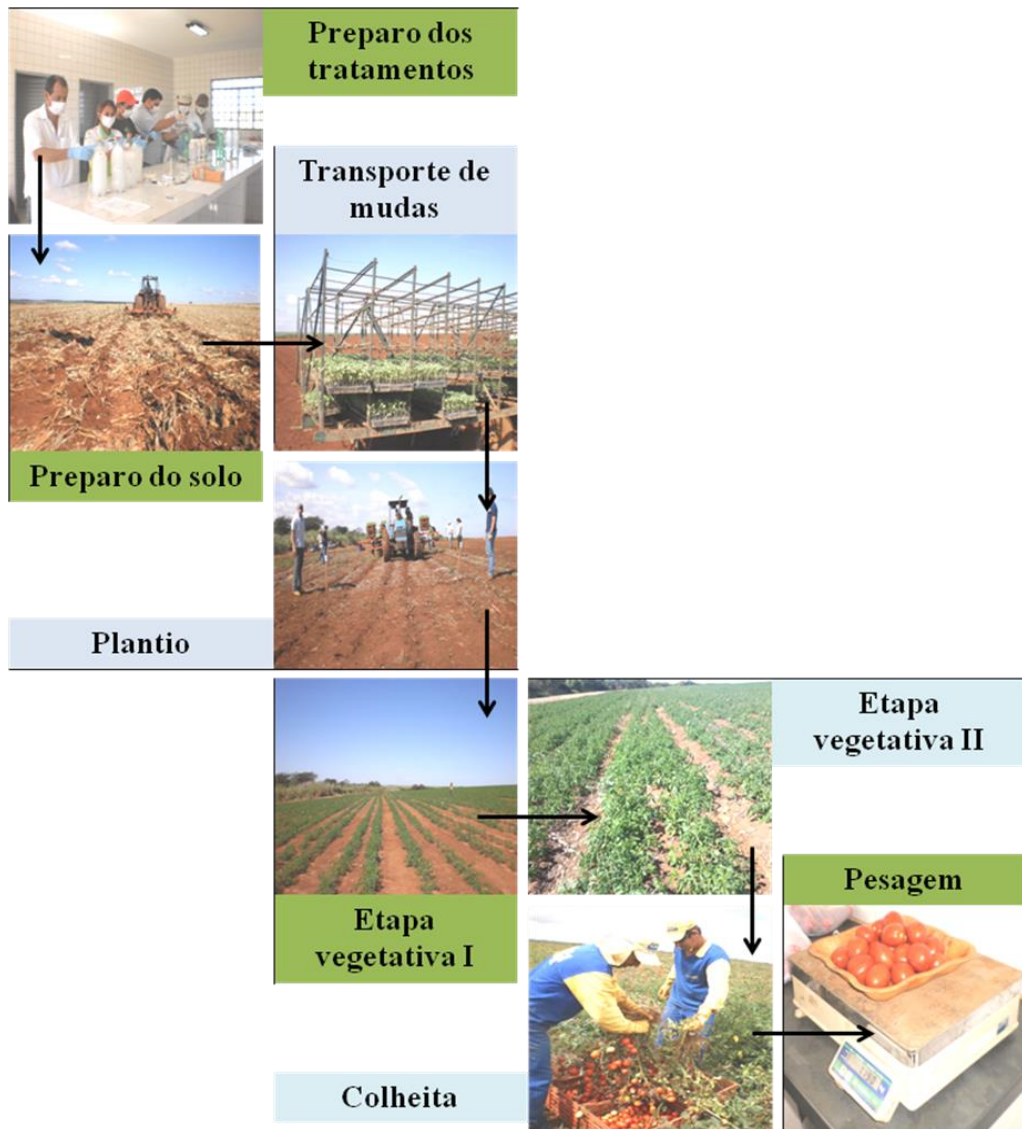 Preparo dos
tratamentos
Transporte de
mudas
Preparo do solo
Plantio
Etapa
vegetativa II
Pesagem
Etapa
vegetativa I
Colheita